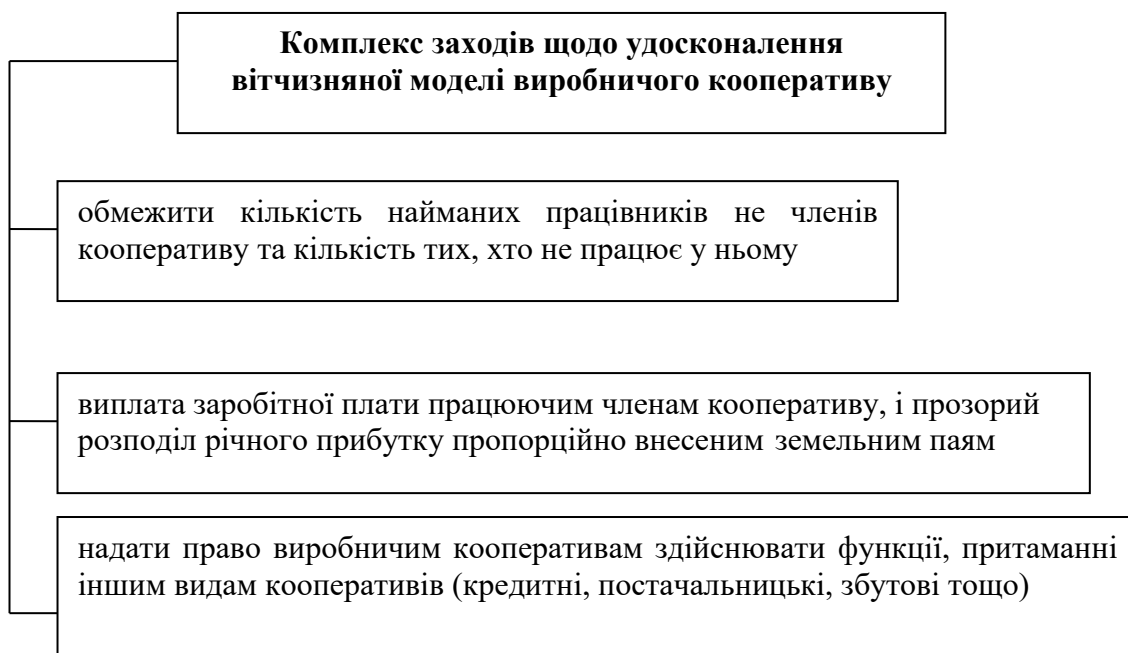 Комплекс заходів щодо удосконалення
вітчизняної моделі виробничого кооперативу
обмежити кількість найманих працівників не членів
кооперативу та кількість тих, хто не працює у ньому
виплата заробітної плати працюючим членам кооперативу, і прозорий
розподіл річного прибутку пропорційно внесеним земельним паям
надати право виробничим кооперативам здійснювати функції, притаманні
іншим видам кооперативів (кредитні, постачальницькі, збутові тощо)